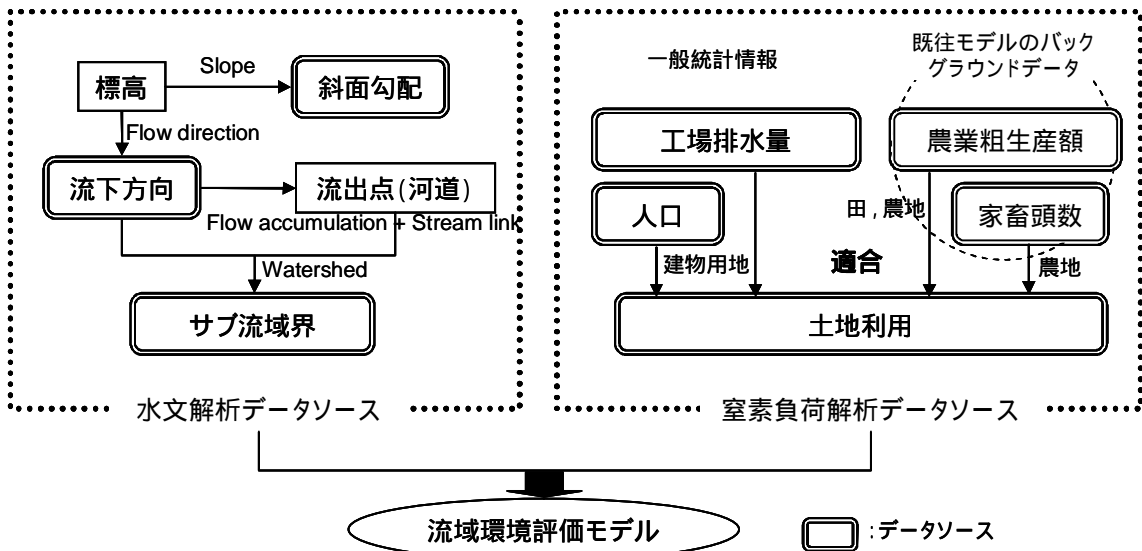 標高
Slope
斜面勾配
Flow direction
流下方向
流出点(河道)
Flow accumulation + Stream link
Watershed
サブ流域界
水文解析データソース
一般統計情報
既往モデルのバック
グラウンドデータ
工場排水量
農業粗生産額
人口
田,農地
家畜頭数
建物用地
適合
農地
土地利用
窒素負荷解析データソース
流域環境評価モデル
:データソース